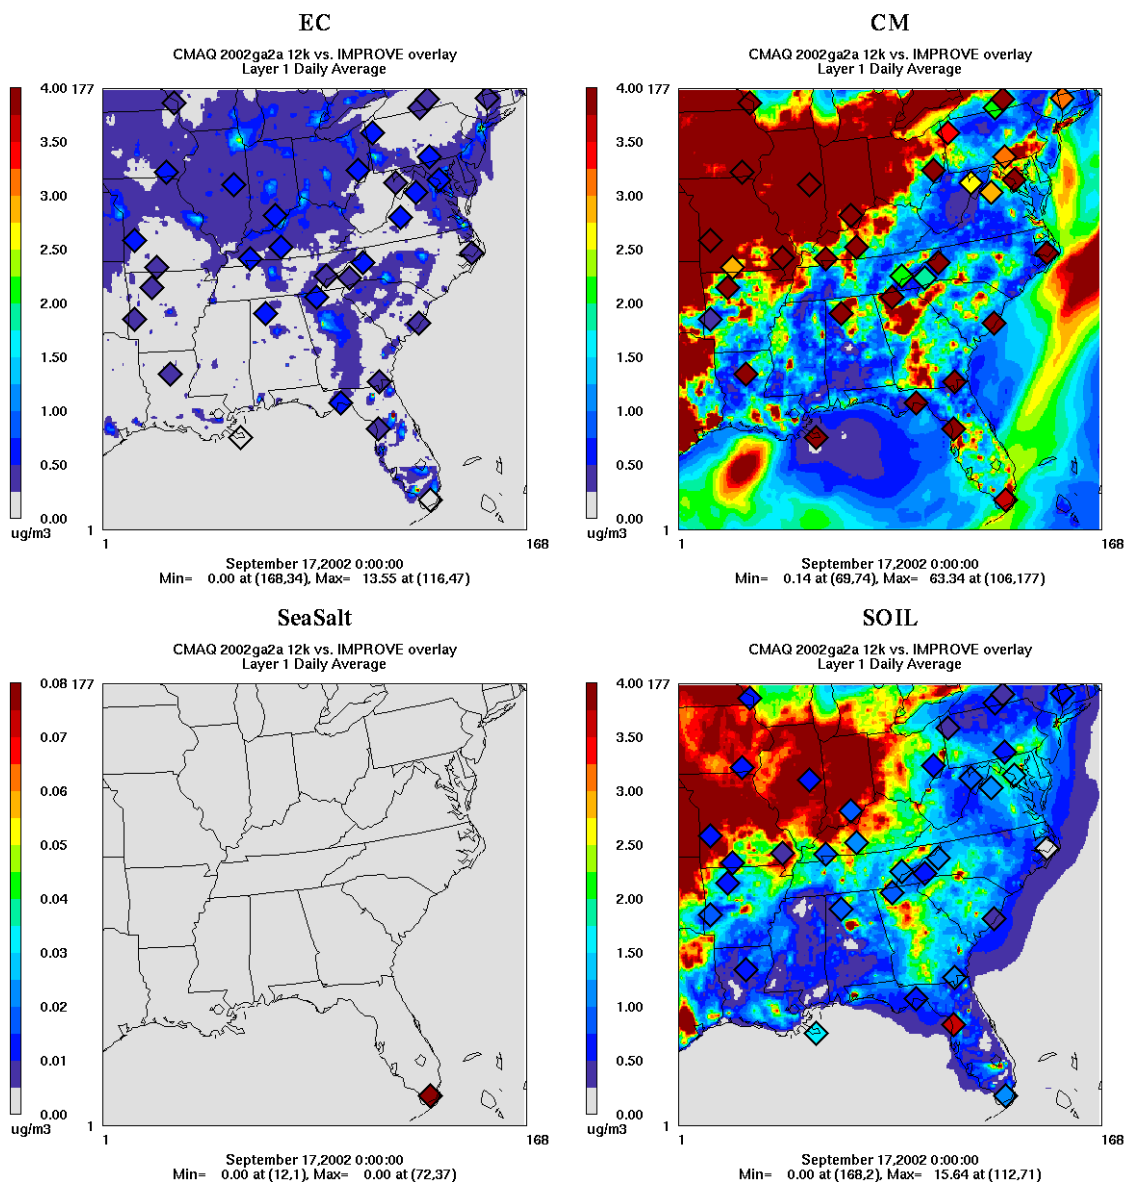 EC
CMAQ 2002ga2a 12k vs. IMPROVE overlay
Layer 1 Daily Average
4.00
3.50
3.00
2.50
2.00
1.50
1.00
0.50
0.00
ug/m3
177
1
1
168
September 17,2002 0:00:00
Min= 0.00 at (168,34), Max= 13.55 at (116,47)
CM
CMAQ 2002ga2a 12k vs. IMPROVE overlay
Layer 1 Daily Average
4.00
3.50
3.00
2.50
2.00
1.50
1.00
0.50
0.00
ug/m3
177
1
1
168
September 17,2002 0:00:00
Min= 0.14 at (69,74), Max= 63.34 at (106,177)
SeaSalt
CMAQ 2002ga2a 12k vs. IMPROVE overlay
Layer 1 Daily Average
0.08
0.07
0.06
0.05
0.04
0.03
0.02
0.01
0.00
ug/m3
177
1
1
168
September 17,2002 0:00:00
Min= 0.00 at (12,1), Max= 0.00 at (72,37)
SOIL
CMAQ 2002ga2a 12k vs. IMPROVE overlay
Layer 1 Daily Average
4.00
3.50
3.00
2.50
2.00
1.50
1.00
0.50
0.00
ug/m3
177
1
1
168
September 17,2002 0:00:00
Min= 0.00 at (168,2), Max= 15.64 at (112,71)